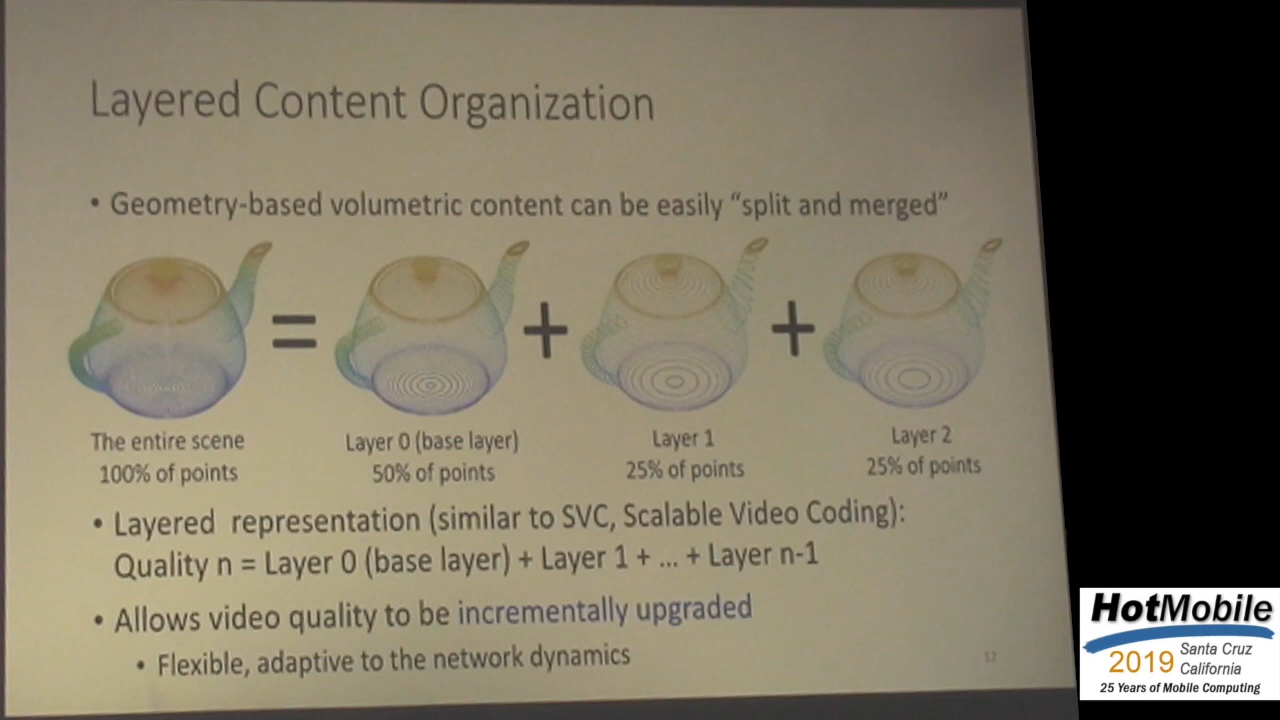 Layered Content Organization
• Geometry-based volumetric content can be easily “split and merged”
= + +
The entire scene
100% of points
Layer 0 (base layer)
50% of points
Layer 1
25% of points
Layer 2
25% of points
• Layered representation (similar to SVC, Scalable Video Coding):
Quality n = Layer 0 (base layer) + Layer 1 + ... + Layer n-1
• Allows video quality to be incrementally upgraded
• Flexible, adaptive to the network dynamics
12
HotMobile
2019 Santa Cruz
California
25 Years of Mobile Computing